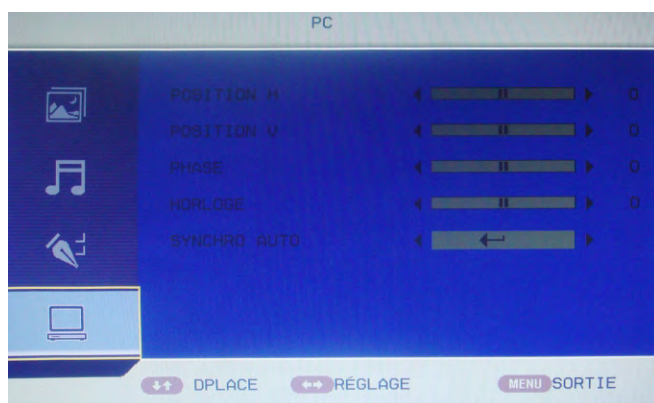 PC
POSITION H 0
POSITION V 0
PHASE 0
HORLOGE 0
SYNCHRO AUTO
DPLACE RÉGLAGE MENU SORTIE